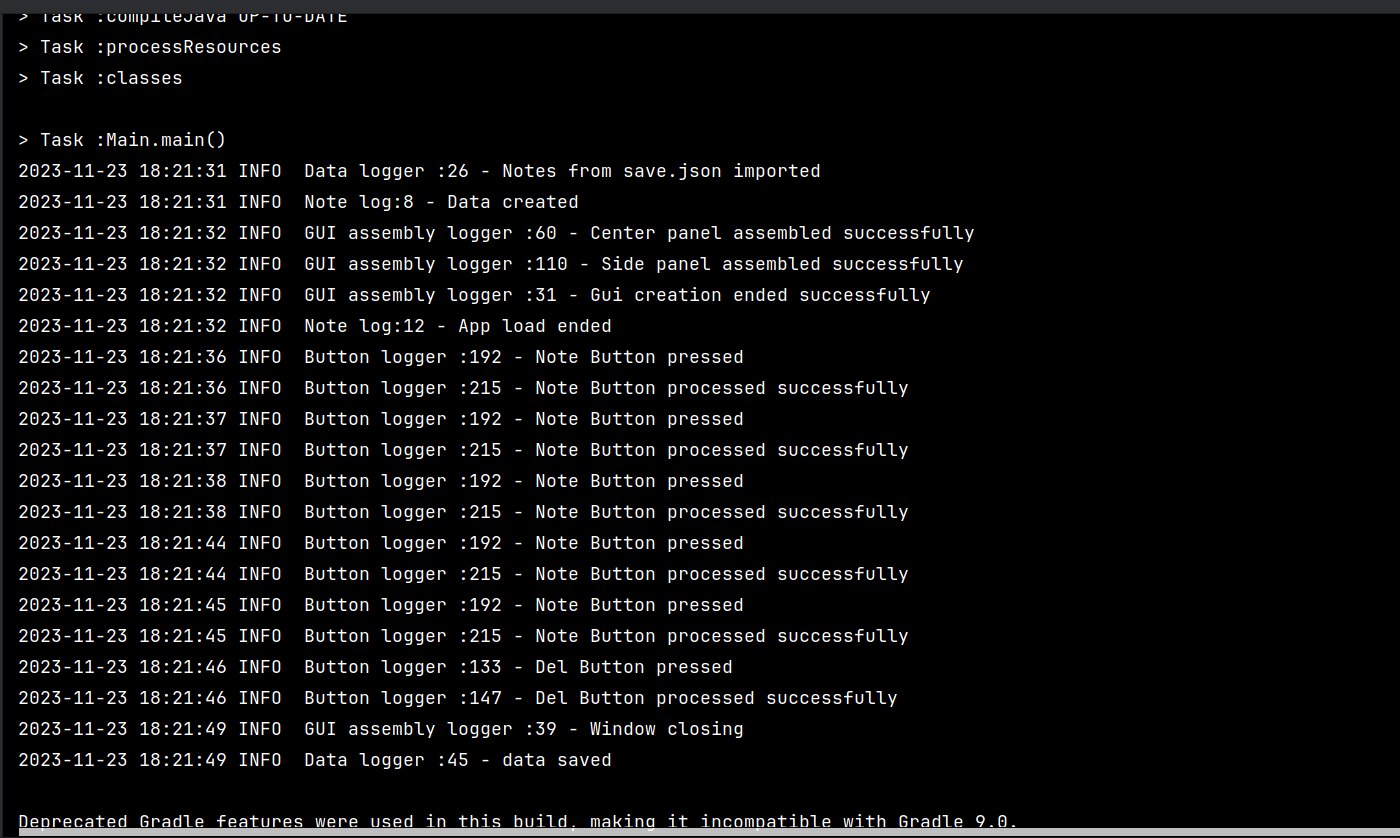 > Task :compileJava UP-TO-DATE
> Task :processResources
> Task :classes
> Task :Main.main()
2023-11-23 18:21:31 INFO  Data logger :26 - Notes from save.json imported
2023-11-23 18:21:31 INFO  Note log:8 - Data created
2023-11-23 18:21:32 INFO  GUI assembly logger :60 - Center panel assembled successfully
2023-11-23 18:21:32 INFO  GUI assembly logger :110 - Side panel assembled successfully
2023-11-23 18:21:32 INFO  GUI assembly logger :31 - Gui creation ended successfully
2023-11-23 18:21:32 INFO  Note log:12 - App load ended
2023-11-23 18:21:36 INFO  Button logger :192 - Note Button pressed
2023-11-23 18:21:36 INFO  Button logger :215 - Note Button processed successfully
2023-11-23 18:21:37 INFO  Button logger :192 - Note Button pressed
2023-11-23 18:21:37 INFO  Button logger :215 - Note Button processed successfully
2023-11-23 18:21:38 INFO  Button logger :192 - Note Button pressed
2023-11-23 18:21:38 INFO  Button logger :215 - Note Button processed successfully
2023-11-23 18:21:44 INFO  Button logger :192 - Note Button pressed
2023-11-23 18:21:44 INFO  Button logger :215 - Note Button processed successfully
2023-11-23 18:21:45 INFO  Button logger :192 - Note Button pressed
2023-11-23 18:21:45 INFO  Button logger :215 - Note Button processed successfully
2023-11-23 18:21:46 INFO  Button logger :133 - Del Button pressed
2023-11-23 18:21:46 INFO  Button logger :147 - Del Button processed successfully
2023-11-23 18:21:49 INFO  GUI assembly logger :39 - Window closing
2023-11-23 18:21:49 INFO  Data logger :45 - data saved
Deprecated Gradle features were used in this build, making it incompatible with Gradle 9.0.